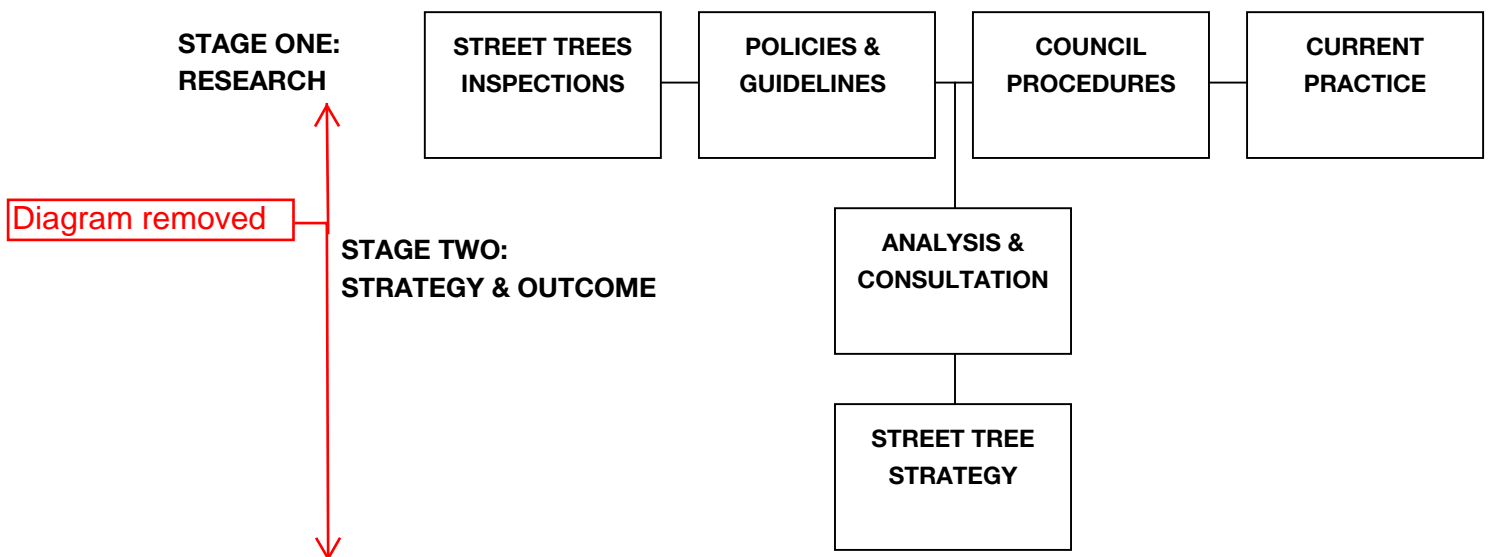 STAGE ONE:
RESEARCH
STREET TREES
INSPECTIONS
POLICIES &
GUIDELINES
COUNCIL
PROCEDURES
CURRENT
PRACTICE
Diagram removed
STAGE TWO:
STRATEGY & OUTCOME
ANALYSIS &
CONSULTATION
STREET TREE
STRATEGY